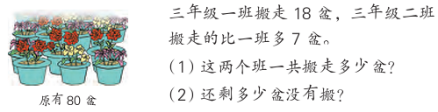 三年级一班搬走 18 盆，三年级二班
搬走的比一班多 7 盆。
(1) 这两个班一共搬走多少盆？
(2) 还剩多少盆没有搬？
原有 80 盆